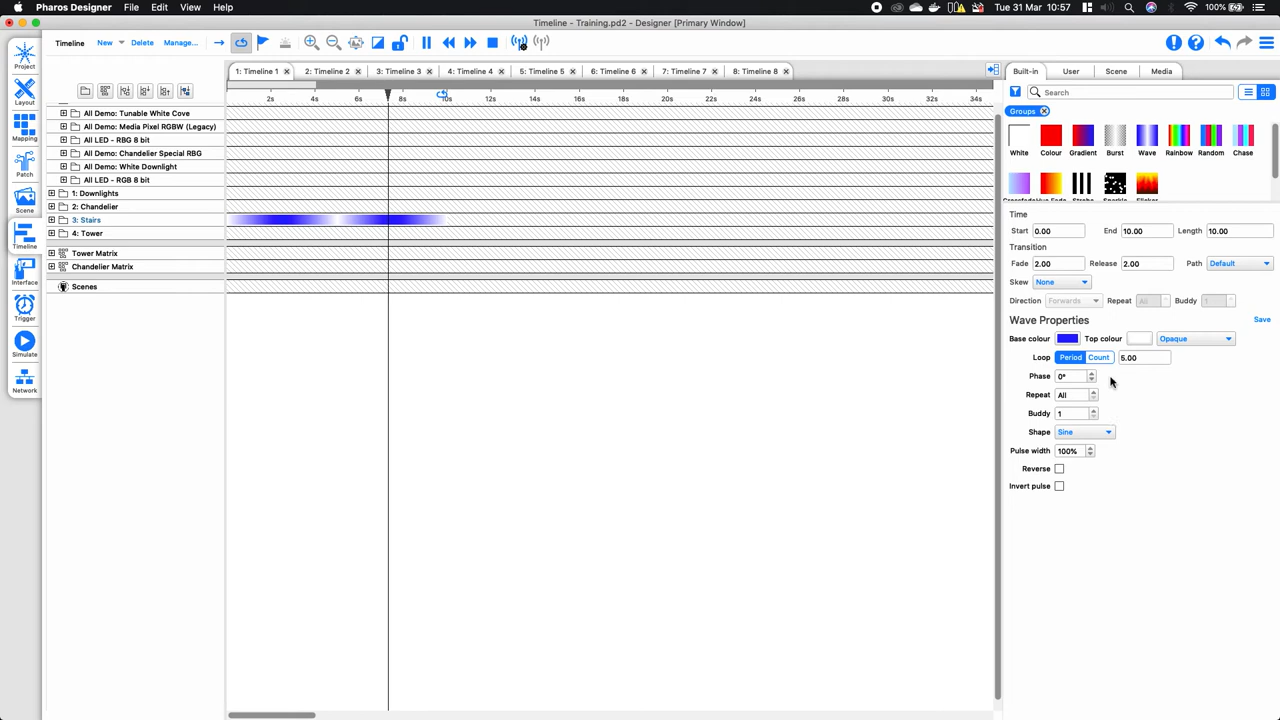 Pharos Designer File Edit View Help Tue 31 Mar 10:57 100%
Timeline - Training.pd2 - Designer [Primary Window]
Timeline New Delete Manage...
Project
Layout
Mapping
Patch
Scene
Timeline
Interface
Trigger
Simulate
Network
1: Timeline 1 2: Timeline 2 3: Timeline 3 4: Timeline 4 5: Timeline 5 6: Timeline 6 7: Timeline 7 8: Timeline 8
2s 4s 6s 8s 10s 12s 14s 16s 18s 20s 22s 24s 26s 28s 30s 32s 34s
All Demo: Tunable White Cove
All Demo: Media Pixel RGBW (Legacy)
All LED - RBG 8 bit
All Demo: Chandelier Special RBG
All Demo: White Downlight
All LED - RGB 8 bit
1: Downlights
2: Chandelier
3: Stairs
4: Tower
Tower Matrix
Chandelier Matrix
Scenes
Built-in User Scene Media
Search
Groups
White Colour Gradient Burst Wave Rainbow Random Chase
Time
Start 0.00 End 10.00 Length 10.00
Transition
Fade 2.00 Release 2.00 Path Default
Skew None
Direction Forwards Repeat All Buddy 1
Wave Properties Save
Base colour Top colour Opaque
Loop Period Count 5.00
Phase 0°
Repeat All
Buddy 1
Shape Sine
Pulse width 100%
Reverse
Invert pulse